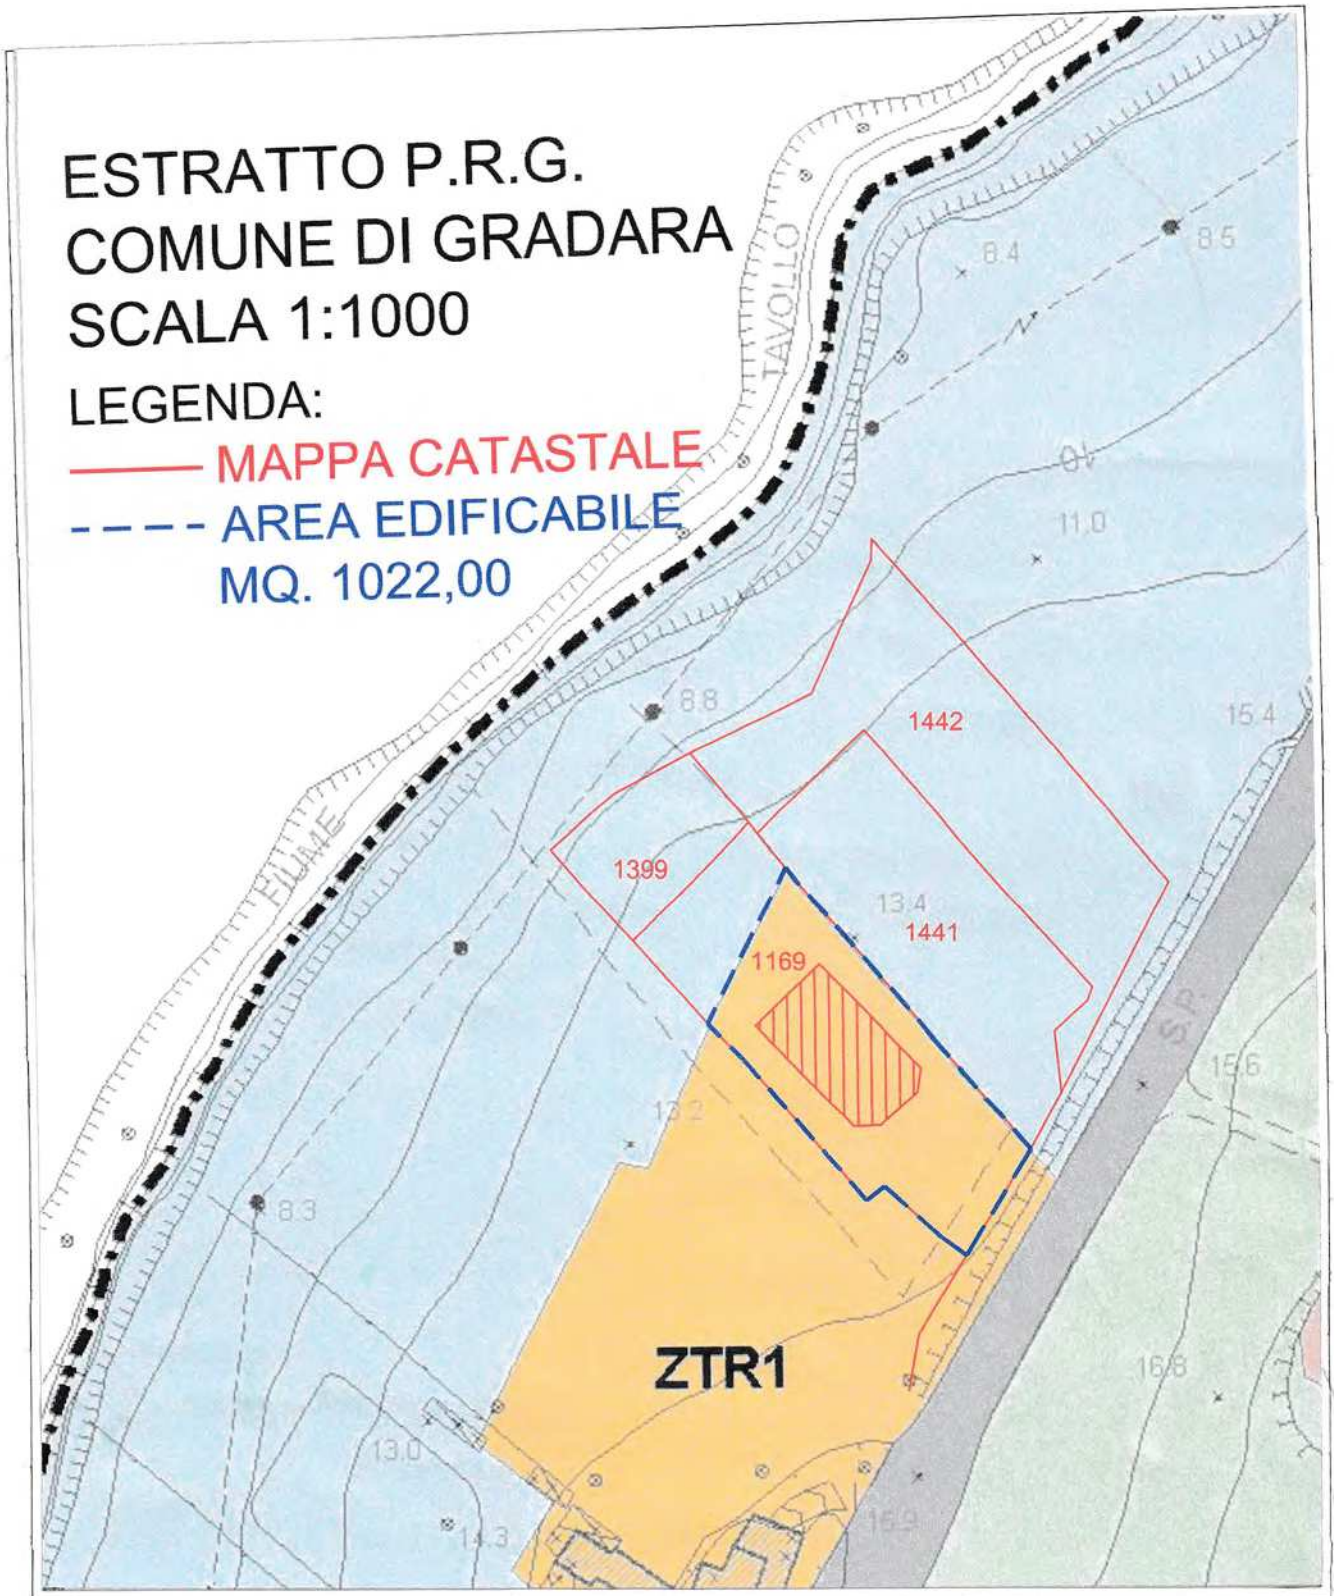 ESTRATTO P.R.G.
COMUNE DI GRADARA
SCALA 1:1000
LEGENDA:
MAPPA CATASTALE
AREA EDIFICABILE
MQ. 1022,00
TAVOLLO
8.4
8.5
10
11.0
8.8
1442
15.4
FIUME
1399
13.4
1441
1169
S.P.
13.2
15.6
8.3
ZTR1
16.8
13.0
14.3
16.9